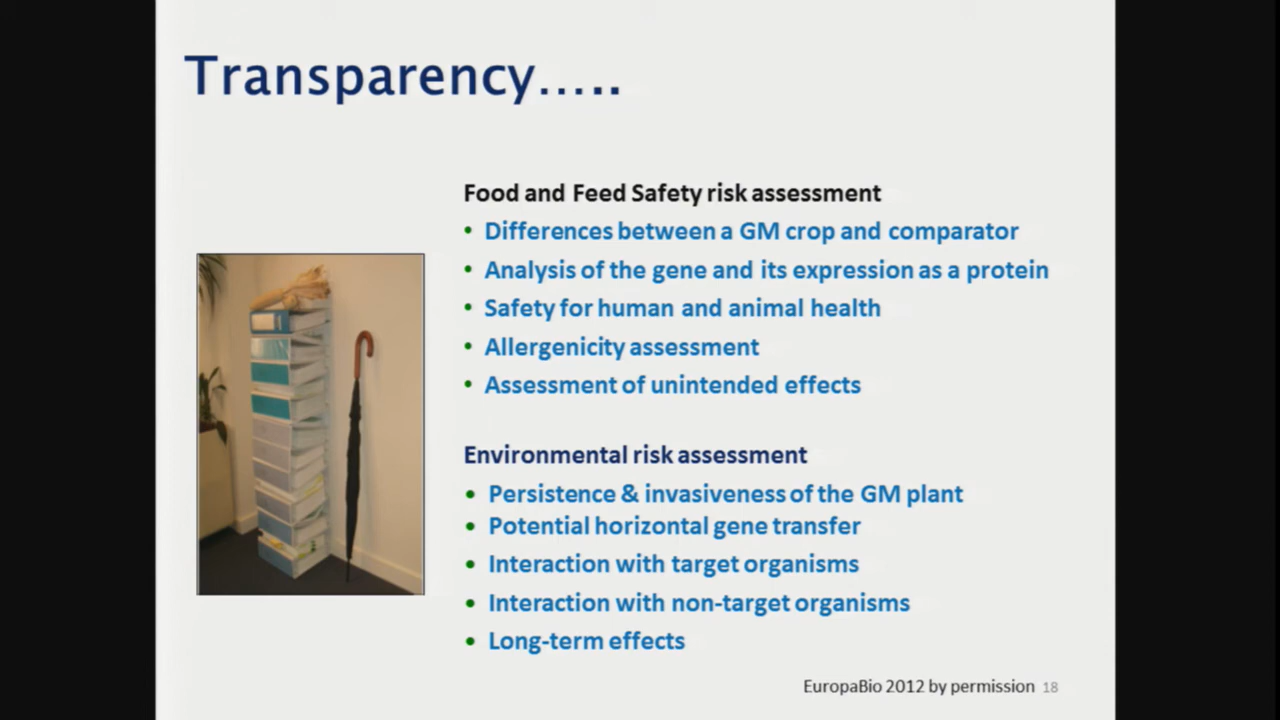 Transparency…..
Food and Feed Safety risk assessment
• Differences between a GM crop and comparator
• Analysis of the gene and its expression as a protein
• Safety for human and animal health
• Allergenicity assessment
• Assessment of unintended effects
Environmental risk assessment
• Persistence & invasiveness of the GM plant
• Potential horizontal gene transfer
• Interaction with target organisms
• Interaction with non-target organisms
• Long-term effects
EuropaBio 2012 by permission 18